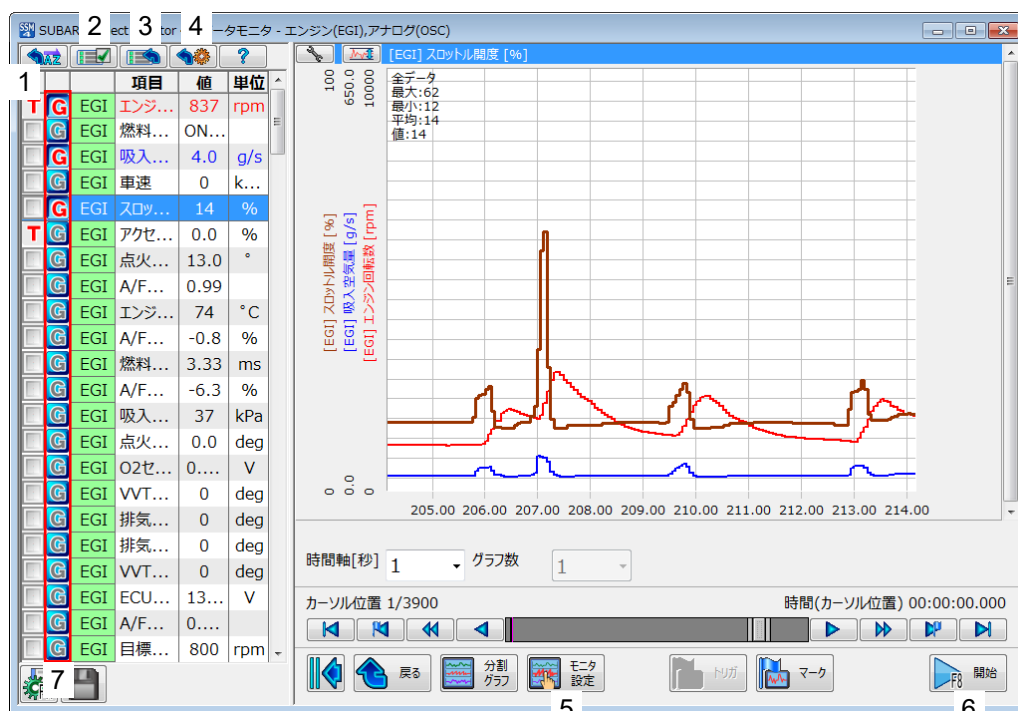 SUBAR ect tor ータモニタ - エンジン(EGI),アナログ(OSC)
2 3 4
AZ ?
1
項目 値 単位
T G EGI エンジ... 837 rpm
G EGI 燃料... ON...
G EGI 吸入... 4.0 g/s
G EGI 車速 0 k...
G EGI スロッ... 14 %
T G EGI アクセ... 0.0 %
G EGI 点火... 13.0 °
G EGI A/F... 0.99
G EGI エンジ... 74 °C
G EGI A/F... -0.8 %
G EGI 燃料... 3.33 ms
G EGI A/F... -6.3 %
G EGI 吸入... 37 kPa
G EGI 点火... 0.0 deg
G EGI O2セ... 0.... V
G EGI VVT... 0 deg
G EGI 排気... 0 deg
G EGI 排気... 0 deg
G EGI VVT... 0 deg
G EGI ECU... 13... V
G EGI A/F... 0....
G EGI 目標... 800 rpm
7
[EGI] スロットル開度 [%]
100
650.0
10000
全データ
最大:62
最小:12
平均:14
値:14
[EGI] スロットル開度 [%]
[EGI] 吸入空気量 [g/s]
[EGI] エンジン回転数 [rpm]
0
0.0
0
205.00 206.00 207.00 208.00 209.00 210.00 211.00 212.00 213.00 214.00
時間軸[秒] 1 グラフ数 1
カーソル位置 1/3900 時間(カーソル位置) 00:00:00.000
戻る 分割 グラフ モニタ 設定 トリガ マーク F8 開始
5 6